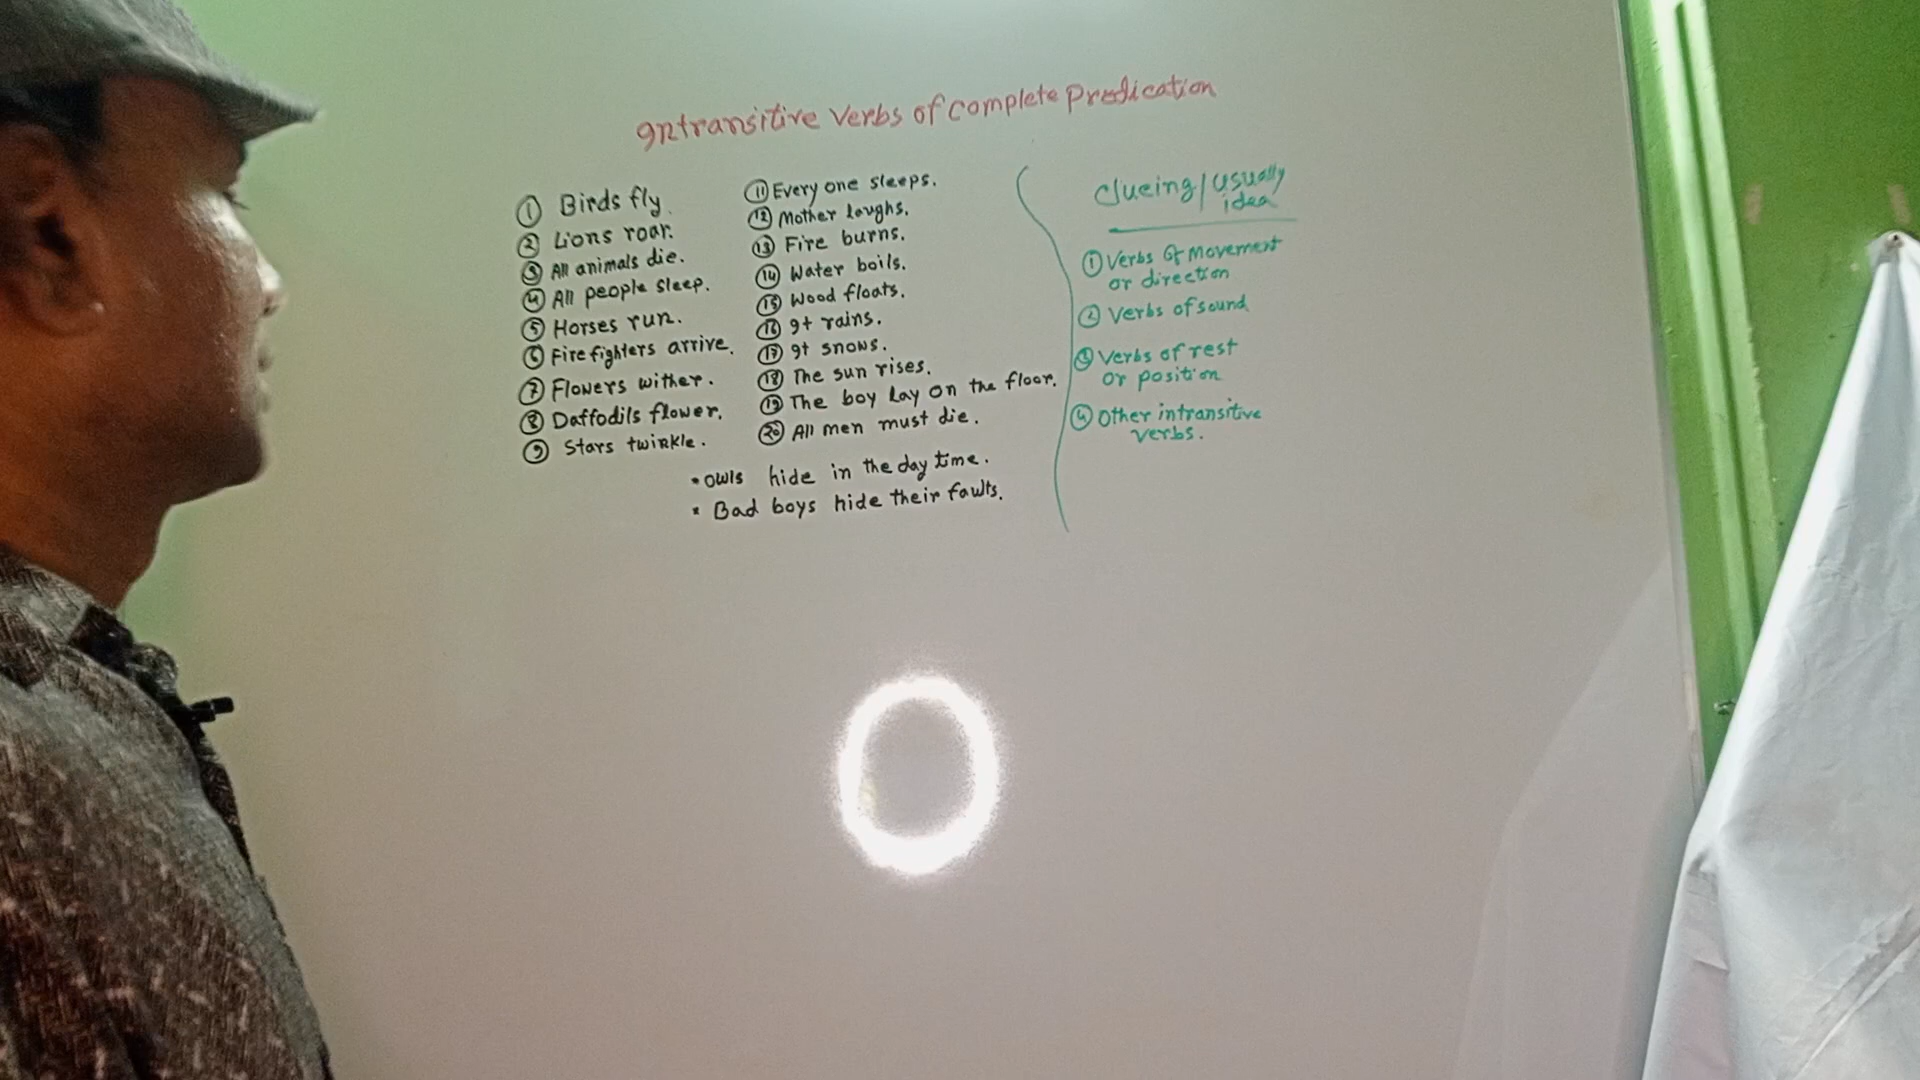 Intransitive Verbs of complete Predication
① Birds fly
② Lions roar.
③ All animals die.
④ All people sleep.
⑤ Horses run.
⑥ Fire fighters arrive.
⑦ Flowers wither.
⑧ Daffodils flower.
⑨ Stars twinkle.
⑪ Every one sleeps.
⑫ Mother laughs.
⑬ Fire burns.
⑭ Water boils.
⑮ Wood floats.
⑯ It rains.
⑰ It snows.
⑱ The sun rises.
⑲ The boy lay on the floor.
⑳ All men must die.
• Owls hide in the day time.
* Bad boys hide their faults.
Clueing/usually
idea
① Verbs of movement
or direction
② Verbs of sound
③ Verbs of rest
or position
④ Other intransitive
verbs.